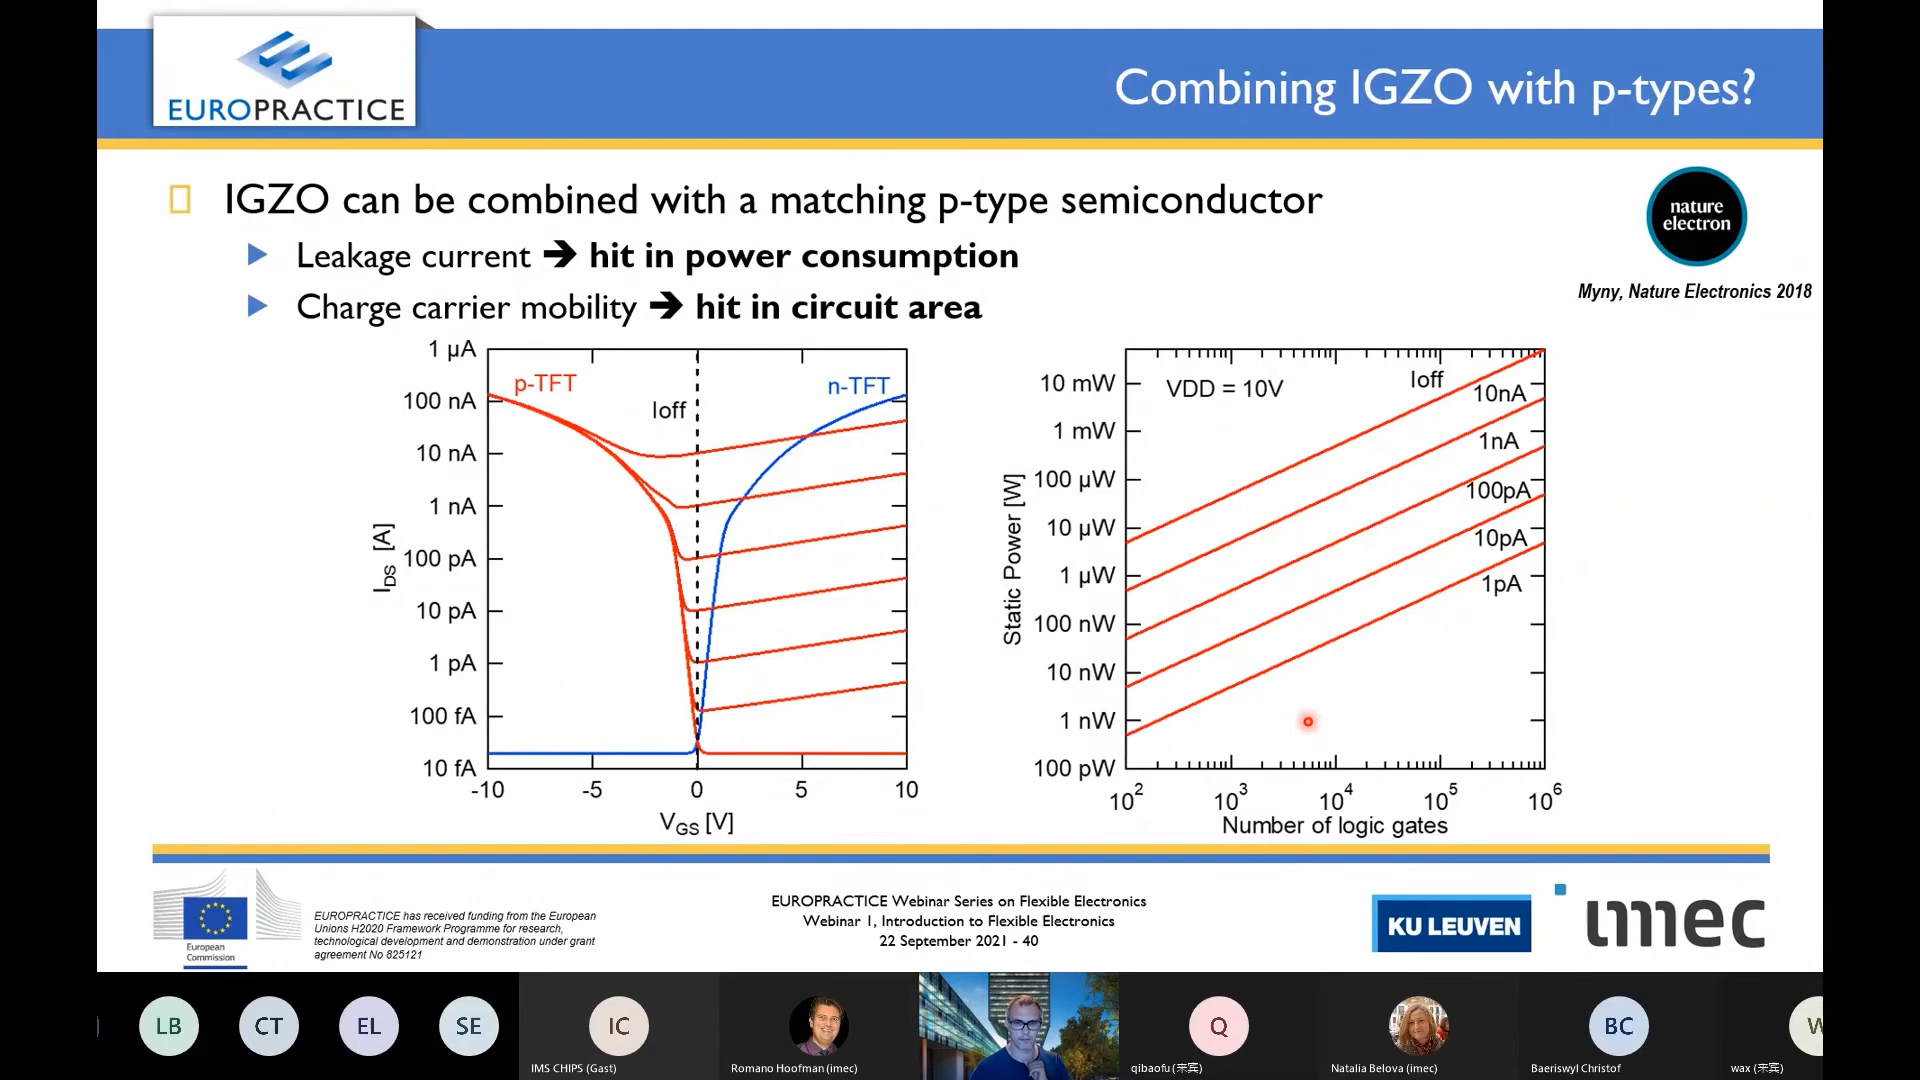 EUROPRACTICE
Combining IGZO with p-types?
IGZO can be combined with a matching p-type semiconductor
Leakage current ➔ hit in power consumption
Charge carrier mobility ➔ hit in circuit area
nature
electron
Myny, Nature Electronics 2018
1 µA
100 nA
10 nA
1 nA
100 pA
10 pA
1 pA
100 fA
10 fA
I_DS [A]
p-TFT
Ioff
n-TFT
-10
-5
0
5
10
V_GS [V]
10 mW
1 mW
100 µW
10 µW
1 µW
100 nW
10 nW
1 nW
100 pW
Static Power [W]
VDD = 10V
Ioff
10nA
1nA
100pA
10pA
1pA
10²
10³
10⁴
10⁵
10⁶
Number of logic gates
European
Commission
EUROPRACTICE has received funding from the European
Unions H2020 Framework Programme for research,
technological development and demonstration under grant
agreement No 825121
EUROPRACTICE Webinar Series on Flexible Electronics
Webinar 1, Introduction to Flexible Electronics
22 September 2021 - 40
KU LEUVEN
imec
LB
CT
EL
SE
IC
IMS CHIPS (Gast)
Romano Hoofman (imec)
Q
qibaofu (来宾)
Natalia Belova (imec)
BC
Baeriswyl Christof
W
wax (来宾)